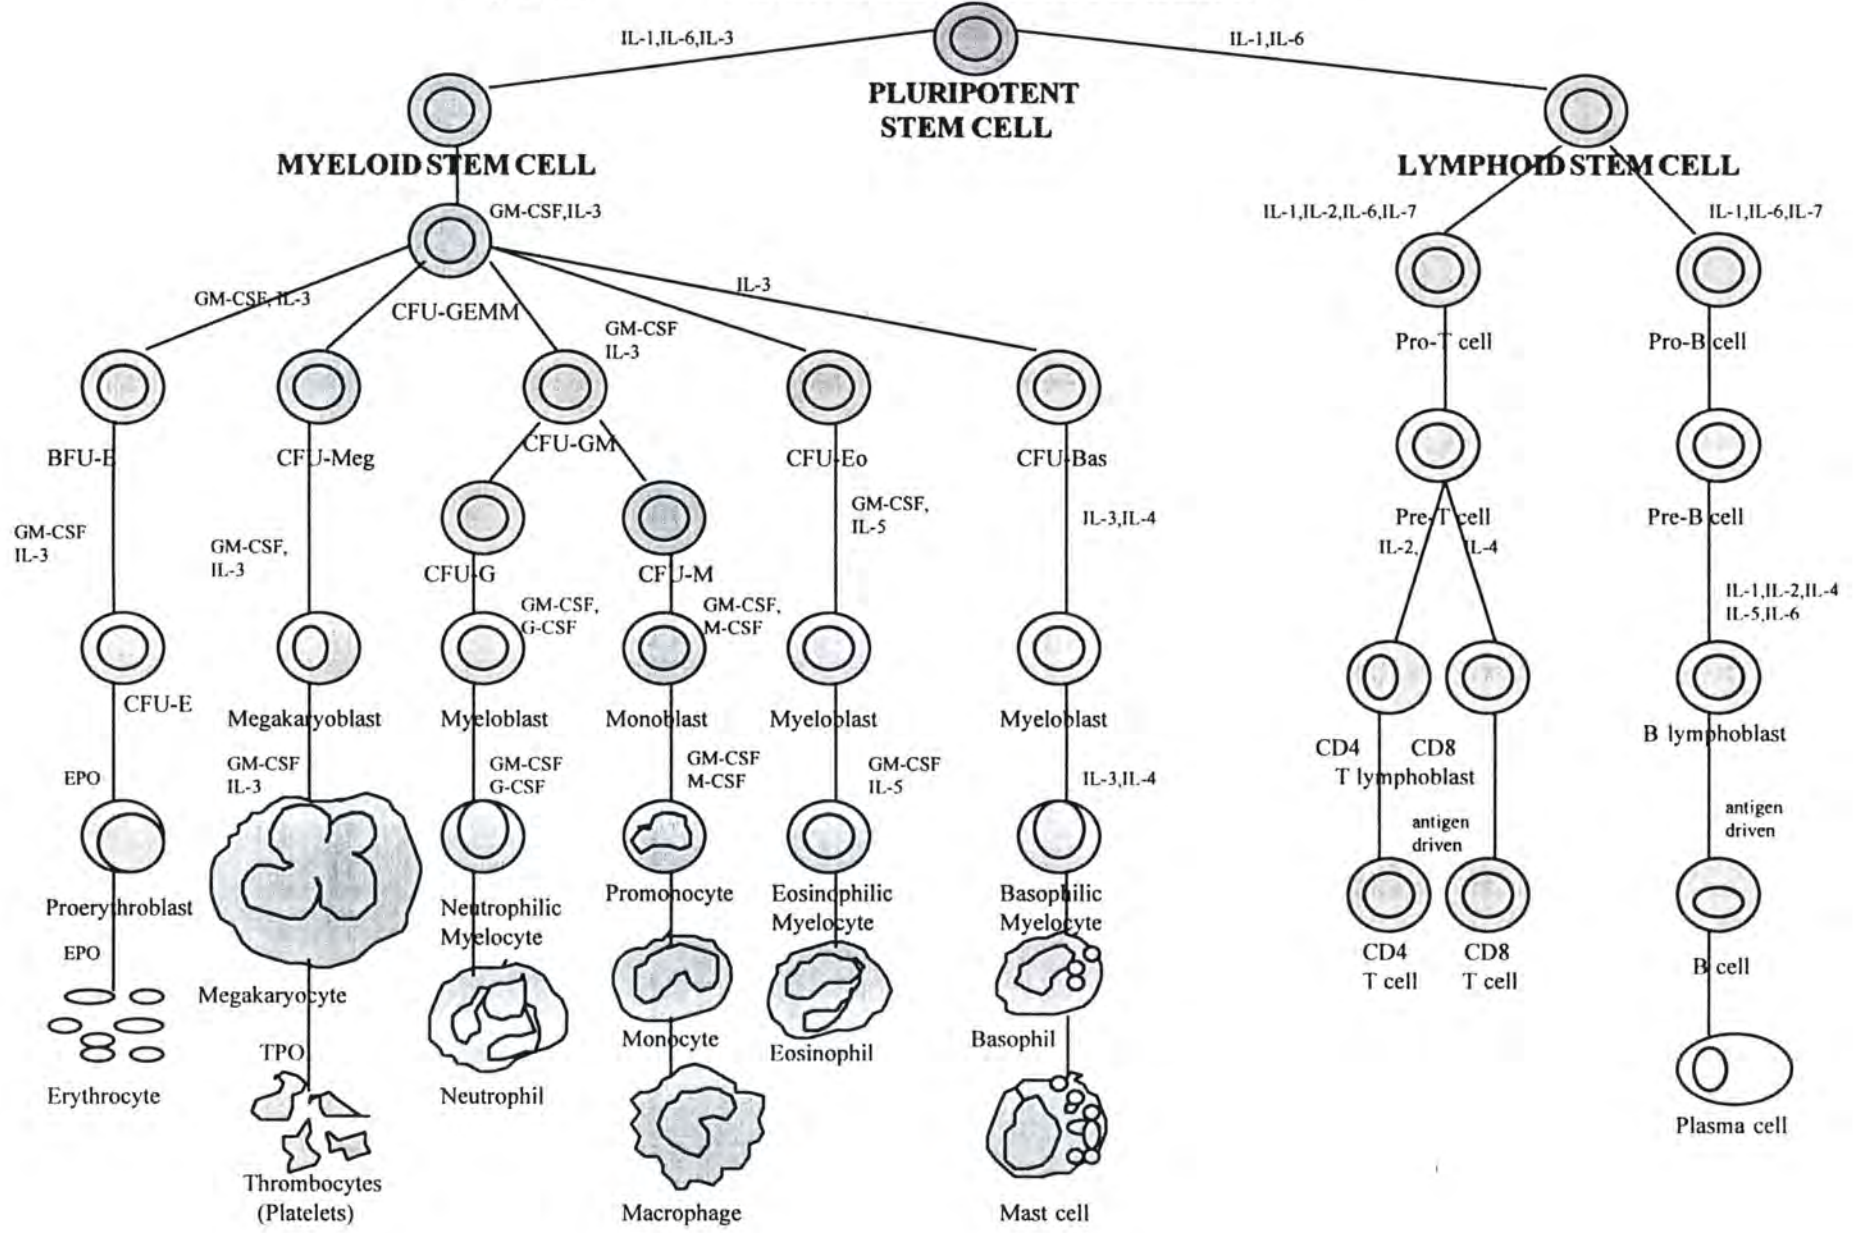 IL-1,IL-6,IL-3
IL-1,IL-6
PLURIPOTENT
STEM CELL
MYELOID STEM CELL
LYMPHOID STEM CELL
GM-CSF,IL-3
IL-1,IL-2,IL-6,IL-7
IL-1,IL-6,IL-7
GM-CSF, IL-3
CFU-GEMM
IL-3
GM-CSF
IL-3
Pro-T cell
Pro-B cell
BFU-E
CFU-Meg
CFU-GM
CFU-Eo
CFU-Bas
GM-CSF
IL-3
GM-CSF,
IL-3
GM-CSF,
IL-5
IL-3,IL-4
Pre-T cell
Pre-B cell
IL-2,
IL-4
CFU-G
CFU-M
GM-CSF,
G-CSF
GM-CSF,
M-CSF
IL-1,IL-2,IL-4
IL-5,IL-6
CFU-E
Megakaryoblast
Myeloblast
Monoblast
Myeloblast
Myeloblast
CD4
CD8
T lymphoblast
B lymphoblast
EPO
GM-CSF
IL-3
GM-CSF
G-CSF
GM-CSF
M-CSF
GM-CSF
IL-5
IL-3,IL-4
antigen
driven
antigen
driven
Proerythroblast
Neutrophilic
Myelocyte
Promonocyte
Eosinophilic
Myelocyte
Basophilic
Myelocyte
CD4
T cell
CD8
T cell
B cell
EPO
Megakaryocyte
Monocyte
Eosinophil
Basophil
TPO
Erythrocyte
Neutrophil
Plasma cell
Thrombocytes
(Platelets)
Macrophage
Mast cell